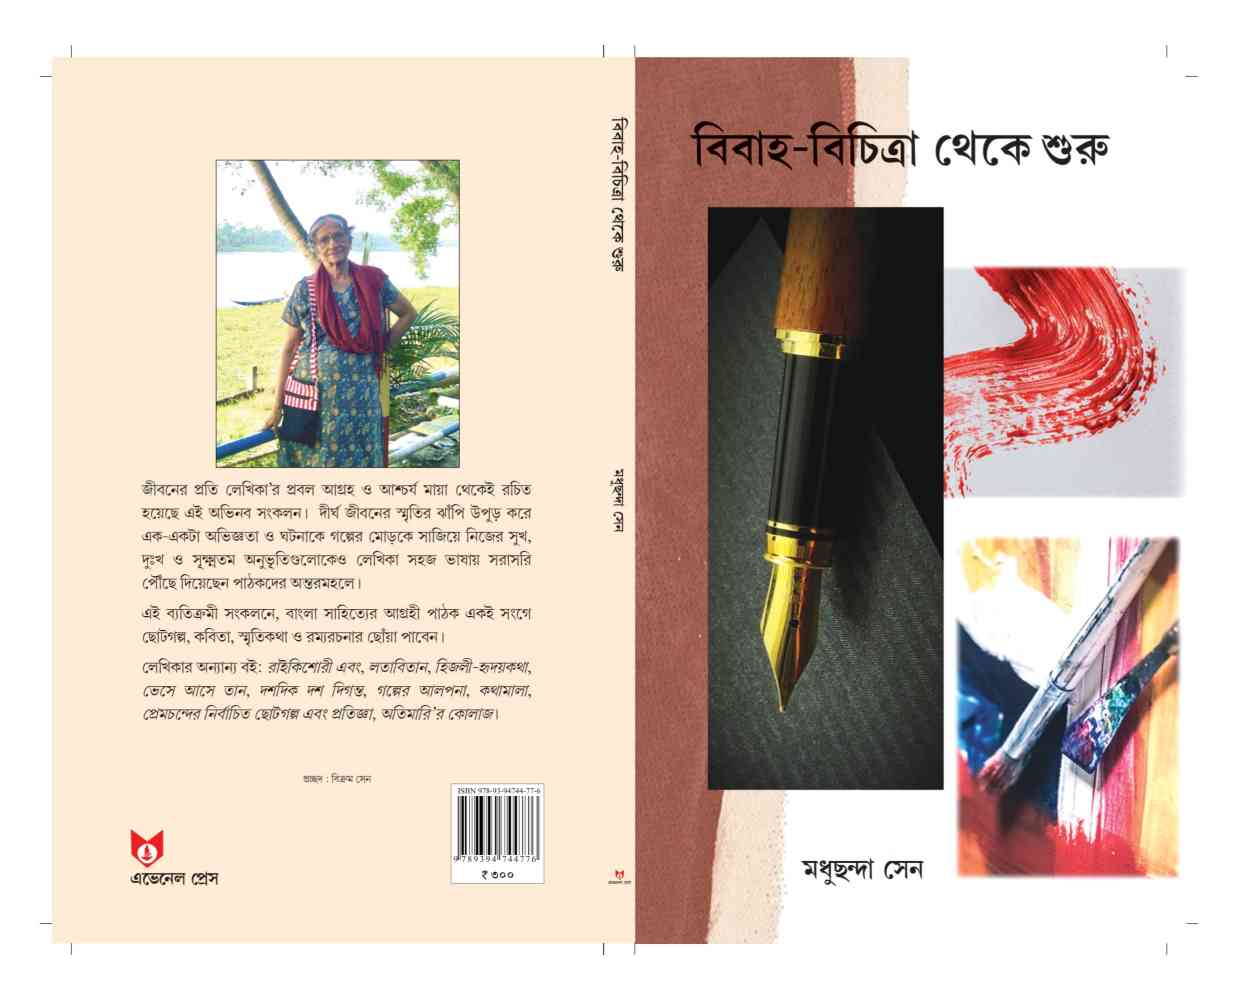 জীবনের প্রতি লেখিকা'র প্রবল আগ্রহ ও আশ্চর্য মায়া থেকেই রচিত
হয়েছে এই অভিনব সংকলন। দীর্ঘ জীবনের স্মৃতির ঝাঁপি উপুড় করে
এক-একটা অভিজ্ঞতা ও ঘটনাকে গল্পের মোড়কে সাজিয়ে নিজের সুখ,
দুঃখ ও সূক্ষ্মতম অনুভূতিগুলোকেও লেখিকা সহজ ভাষায় সরাসরি
পৌঁছে দিয়েছেন পাঠকদের অন্তরমহলে।
এই ব্যতিক্রমী সংকলনে, বাংলা সাহিত্যের আগ্রহী পাঠক একই সংগে
ছোটগল্প, কবিতা, স্মৃতিকথা ও রম্যরচনার ছোঁয়া পাবেন।
লেখিকার অন্যান্য বই: রাইকিশোরী এবং, লতাবিতান, হিজলী-হৃদয়কথা,
ভেসে আসে তান, দশদিক দশ দিগন্ত, গল্পের আলপনা, কথামালা,
প্রেমচন্দের নির্বাচিত ছোটগল্প এবং প্রতিজ্ঞা, অতিমারি'র কোলাজ।
প্রচ্ছদ : বিক্রম সেন
ISBN 978-93-94744-77-6
9 789394 744776
₹ ৩০০
এভেনেল প্রেস
বিবাহ-বিচিত্রা থেকে শুরু
মধুছন্দা সেন
এভেনেল প্রেস
বিবাহ-বিচিত্রা থেকে শুরু
মধুছন্দা সেন